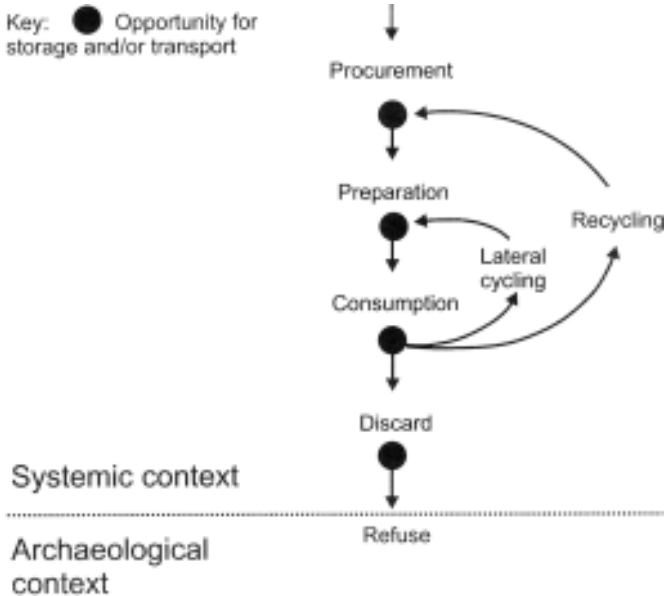 Key: Opportunity for
storage and/or transport
Procurement
Preparation
Recycling
Lateral
cycling
Consumption
Discard
Systemic context
Refuse
Archaeological
context